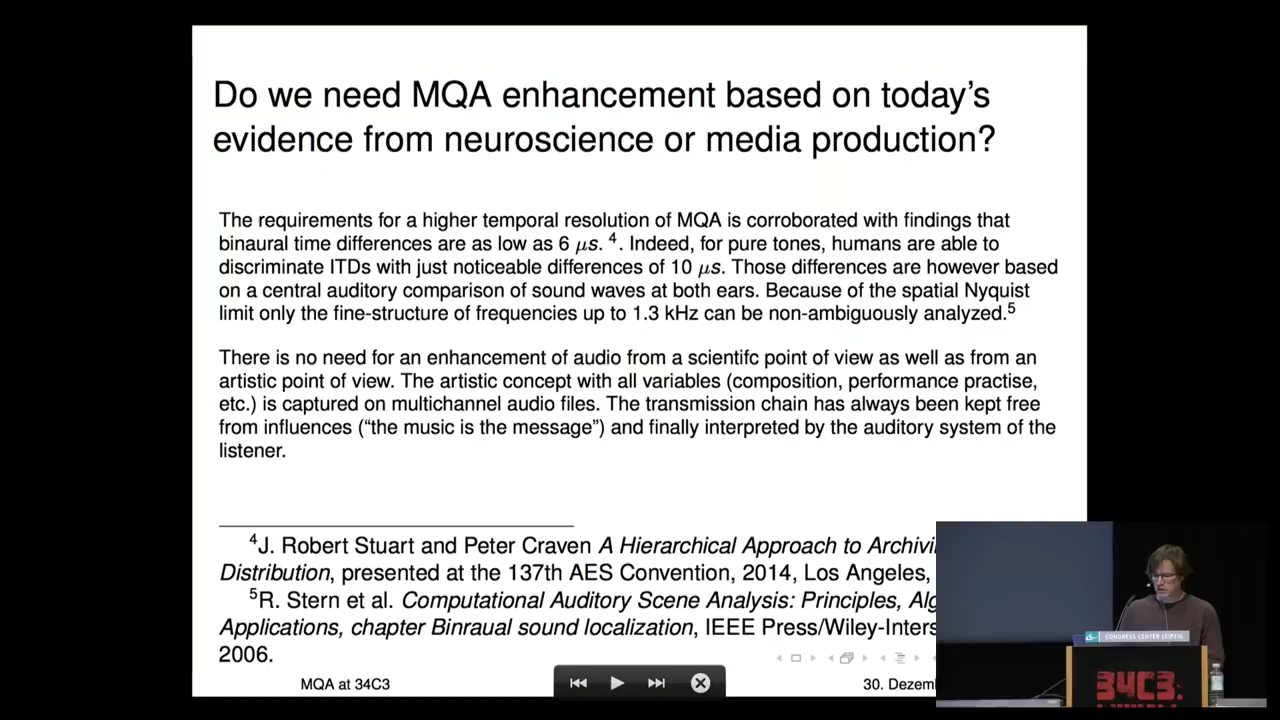 Do we need MQA enhancement based on today's
evidence from neuroscience or media production?
The requirements for a higher temporal resolution of MQA is corroborated with findings that
binaural time differences are as low as 6 μs. 4. Indeed, for pure tones, humans are able to
discriminate ITDs with just noticeable differences of 10 μs. Those differences are however based
on a central auditory comparison of sound waves at both ears. Because of the spatial Nyquist
limit only the fine-structure of frequencies up to 1.3 kHz can be non-ambiguously analyzed.5
There is no need for an enhancement of audio from a scientifc point of view as well as from an
artistic point of view. The artistic concept with all variables (composition, performance practise,
etc.) is captured on multichannel audio files. The transmission chain has always been kept free
from influences (“the music is the message”) and finally interpreted by the auditory system of the
listener.
4J. Robert Stuart and Peter Craven A Hierarchical Approach to
Distribution, presented at the 137th AES Convention, 2014, Los Angeles,
5R. Stern et al. Computational Auditory Scene Analysis: Principles,
Applications, chapter Binraual sound localization, IEEE
2006.
MQA at 34C3
30.
CONGRESS CENTER LEIPZIG
34C3: